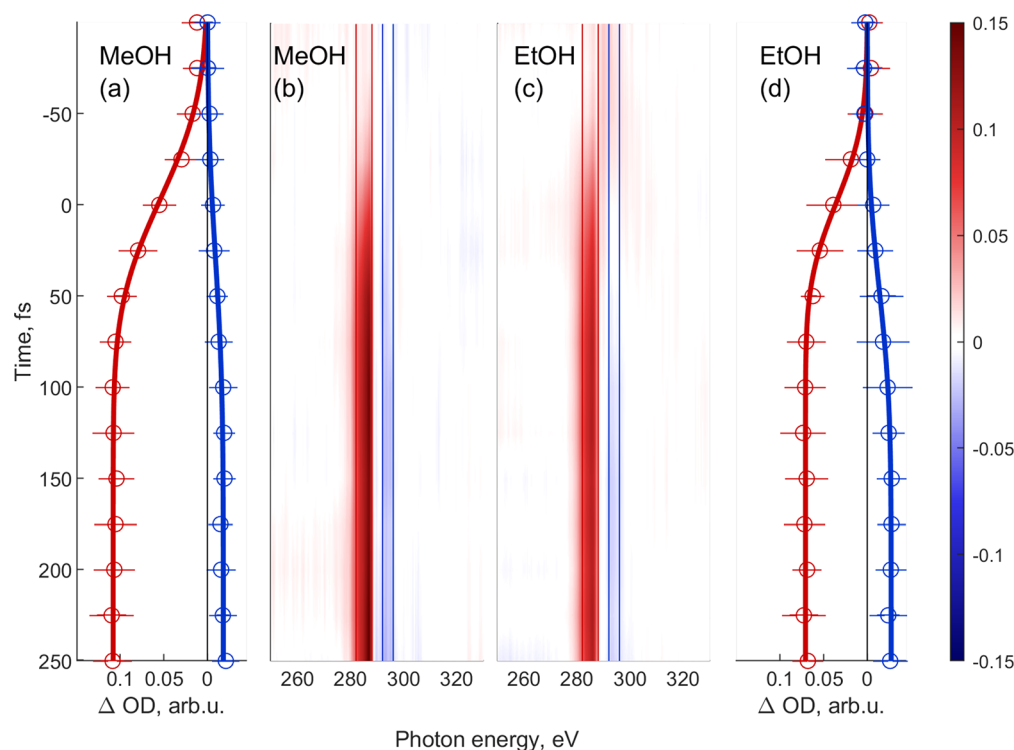 MeOH
(a)
MeOH
(b)
EtOH
(c)
EtOH
(d)
-50
0
50
100
150
200
250
Time, fs
0.1 0.05 0
Δ OD, arb.u.
260 280 300 320
260 280 300 320
Photon energy, eV
0.1 0.05 0
Δ OD, arb.u.
0.15
0.1
0.05
0
-0.05
-0.1
-0.15